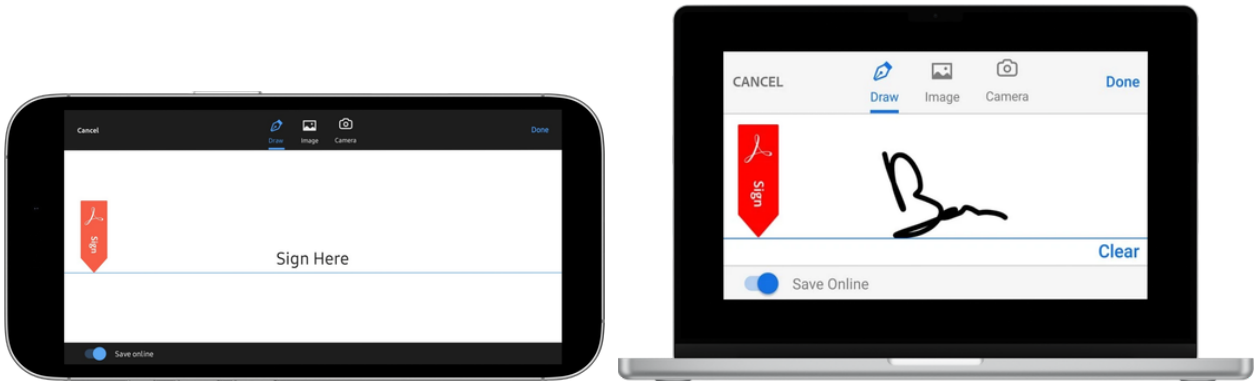 Cancel
Draw Image Camera
Done
Sign
Sign Here
Save online
CANCEL
Draw Image Camera
Done
Sign
Ben
Clear
Save Online